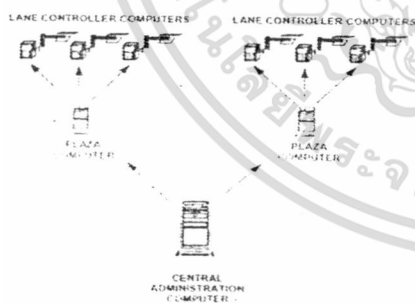 LANE CONTROLLER COMPUTERS
LANE CONTROLLER COMPUTERS
PLAZA
COMPUTER
PLAZA
COMPUTER
CENTRAL
ADMINISTRATION
COMPUTER